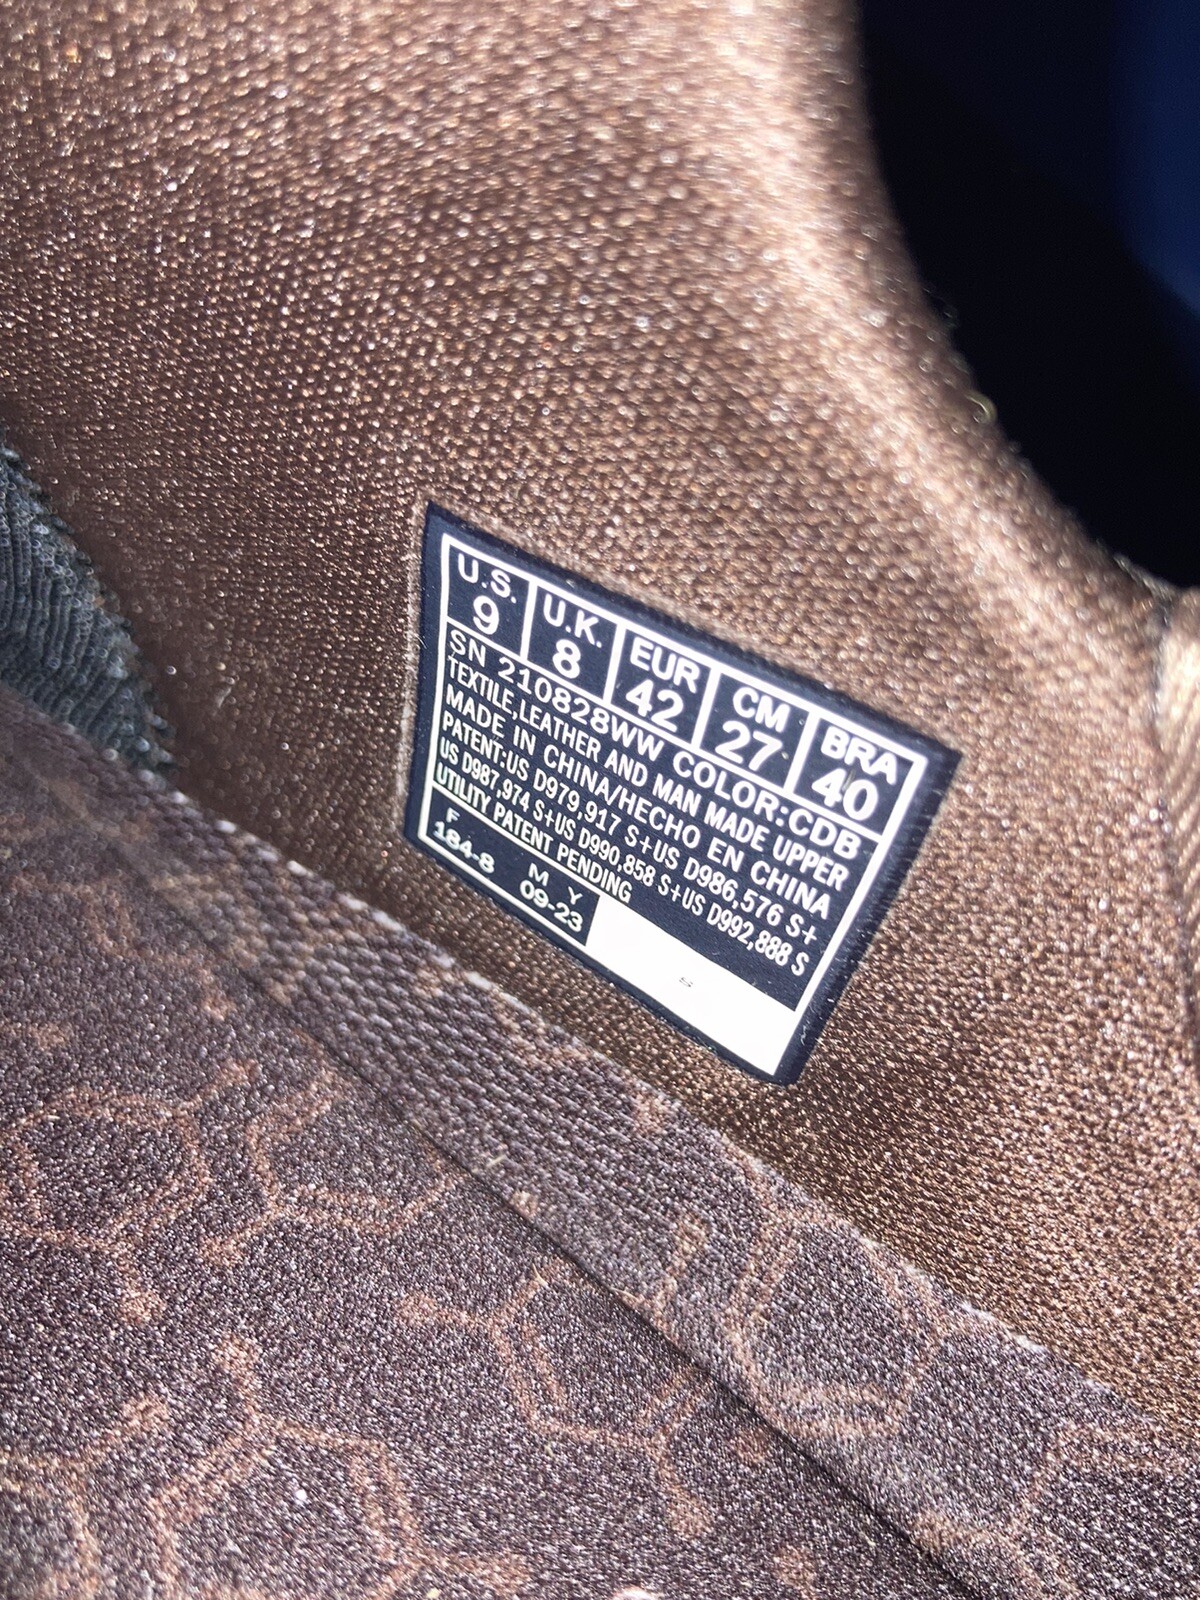 U.S. U.K. EUR CM BRA
9 8 42 27 40
SN 210828WW COLOR:CDB
TEXTILE,LEATHER AND MAN MADE UPPER
MADE IN CHINA/HECHO EN CHINA
PATENT:US D979,917 S+US D986,576 S+
US D987,974 S+US D990,858 S+US D992,888 S
UTILITY PATENT PENDING
F M Y
184-8 09-23